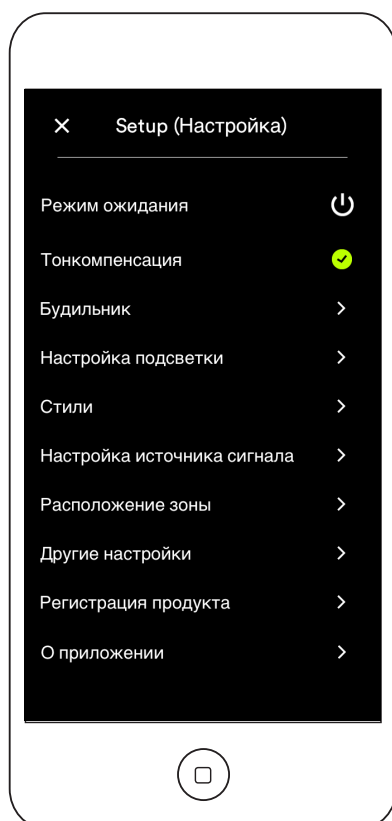 Setup (Настройка)
Режим ожидания
Тонкомпенсация
Будильник
Настройка подсветки
Стили
Настройка источника сигнала
Расположение зоны
Другие настройки
Регистрация продукта
О приложении